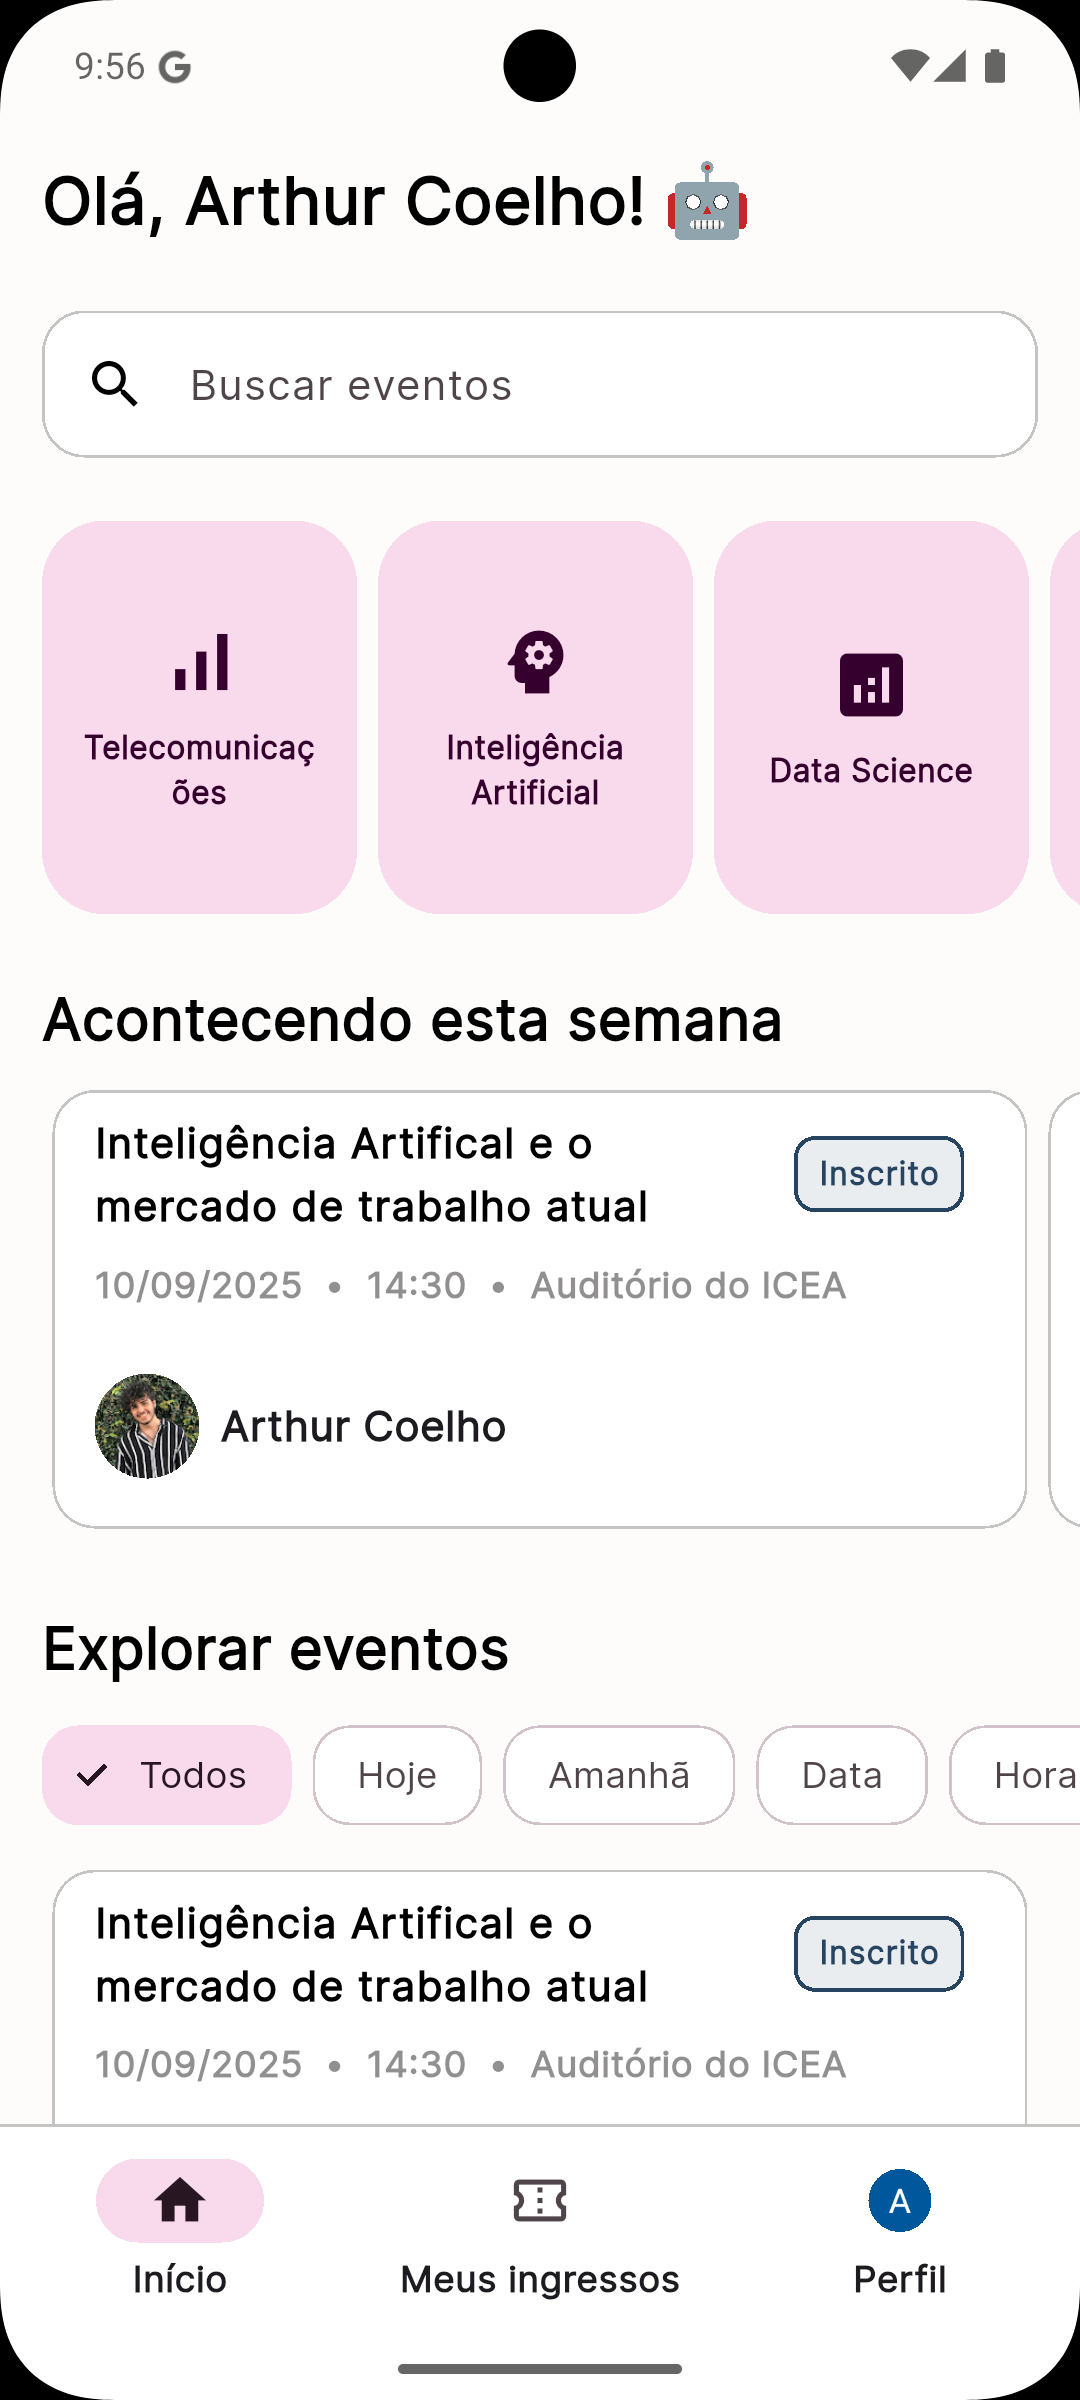 9:56
Olá, Arthur Coelho! 🤖
Buscar eventos
Telecomunicaç
ões
Inteligência
Artificial
Data Science
Acontecendo esta semana
Inteligência Artifical e o
mercado de trabalho atual
Inscrito
10/09/2025 • 14:30 • Auditório do ICEA
Arthur Coelho
Explorar eventos
Todos
Hoje
Amanhã
Data
Hora
Inteligência Artifical e o
mercado de trabalho atual
Inscrito
10/09/2025 • 14:30 • Auditório do ICEA
Início
Meus ingressos
A
Perfil